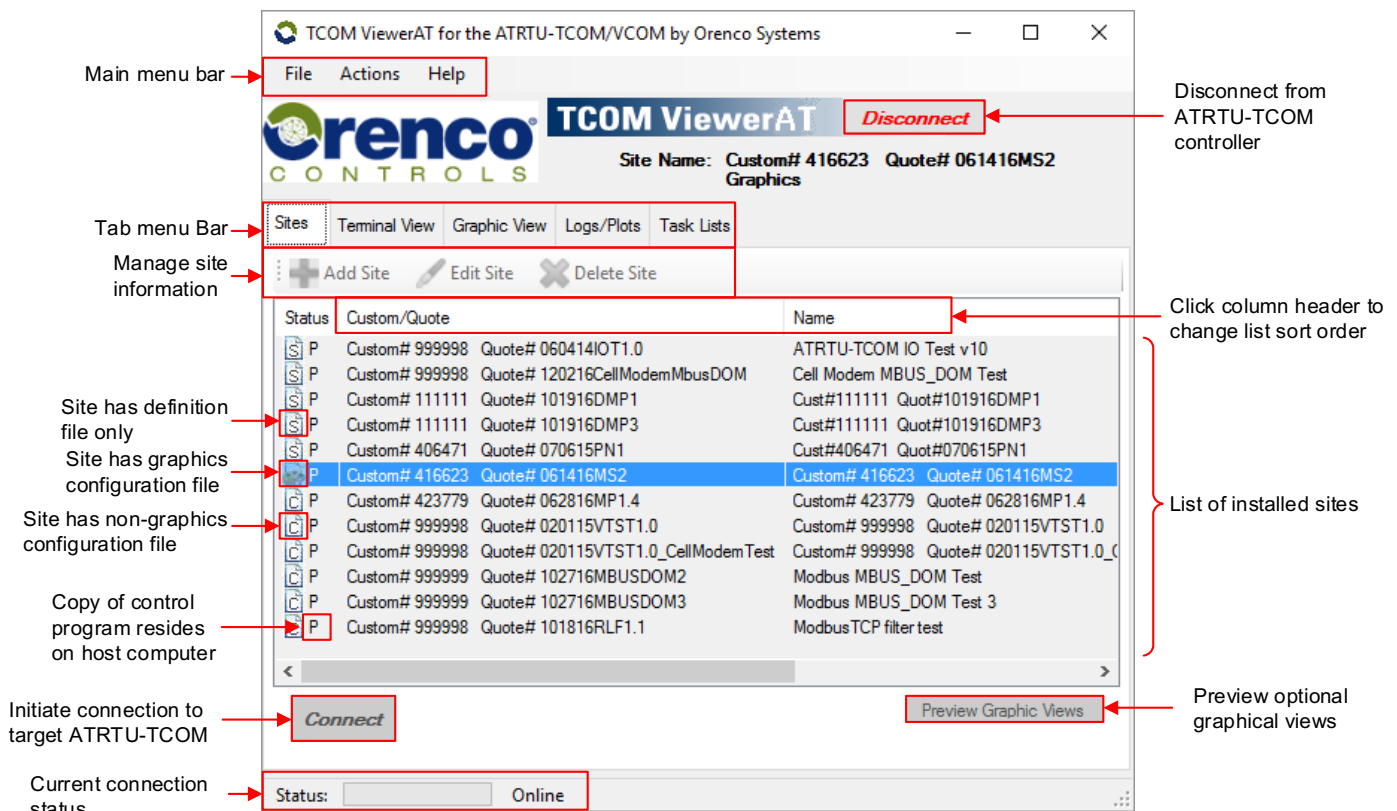 TCOM ViewerAT for the ATRTU-TCOM/VCOM by Orenco Systems
Main menu bar
File Actions Help
Disconnect from
ATRTU-TCOM
controller
Orenco
CONTROLS
TCOM ViewerAT
Disconnect
Site Name: Custom# 416623 Quote# 061416MS2
Graphics
Tab menu Bar
Sites Terminal View Graphic View Logs/Plots Task Lists
Manage site
information
Add Site Edit Site Delete Site
Click column header to
change list sort order
Status Custom/Quote Name
S P Custom# 999998 Quote# 060414IOT1.0 ATRTU-TCOM IO Test v10
S P Custom# 999998 Quote# 120216CellModemMbusDOM Cell Modem MBUS_DOM Test
S P Custom# 111111 Quote# 101916DMP1 Cust#111111 Quot#101916DMP1
S P Custom# 111111 Quote# 101916DMP3 Cust#111111 Quot#101916DMP3
S P Custom# 406471 Quote# 070615PN1 Cust#406471 Quot#070615PN1
P Custom# 416623 Quote# 061416MS2 Custom# 416623 Quote# 061416MS2
C P Custom# 423779 Quote# 062816MP1.4 Custom# 423779 Quote# 062816MP1.4
C P Custom# 999998 Quote# 020115VTST1.0 Custom# 999998 Quote# 020115VTST1.0
C P Custom# 999998 Quote# 020115VTST1.0_CellModemTest Custom# 999998 Quote# 020115VTST1.0_(
C P Custom# 999999 Quote# 102716MBUSDOM2 Modbus MBUS_DOM Test
C P Custom# 999999 Quote# 102716MBUSDOM3 Modbus MBUS_DOM Test 3
C P Custom# 999998 Quote# 101816RLF1.1 ModbusTCP filter test
Site has definition
file only
Site has graphics
configuration file
Site has non-graphics
configuration file
Copy of control
program resides
on host computer
List of installed sites
Initiate connection to
target ATRTU-TCOM
Connect
Preview Graphic Views
Preview optional
graphical views
Current connection
status
Status: Online